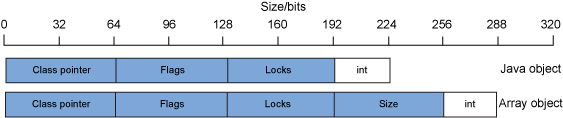 Size/bits
0 32 64 96 128 160 192 224 256 288 320
Class pointer Flags Locks int Java object
Class pointer Flags Locks Size int Array object